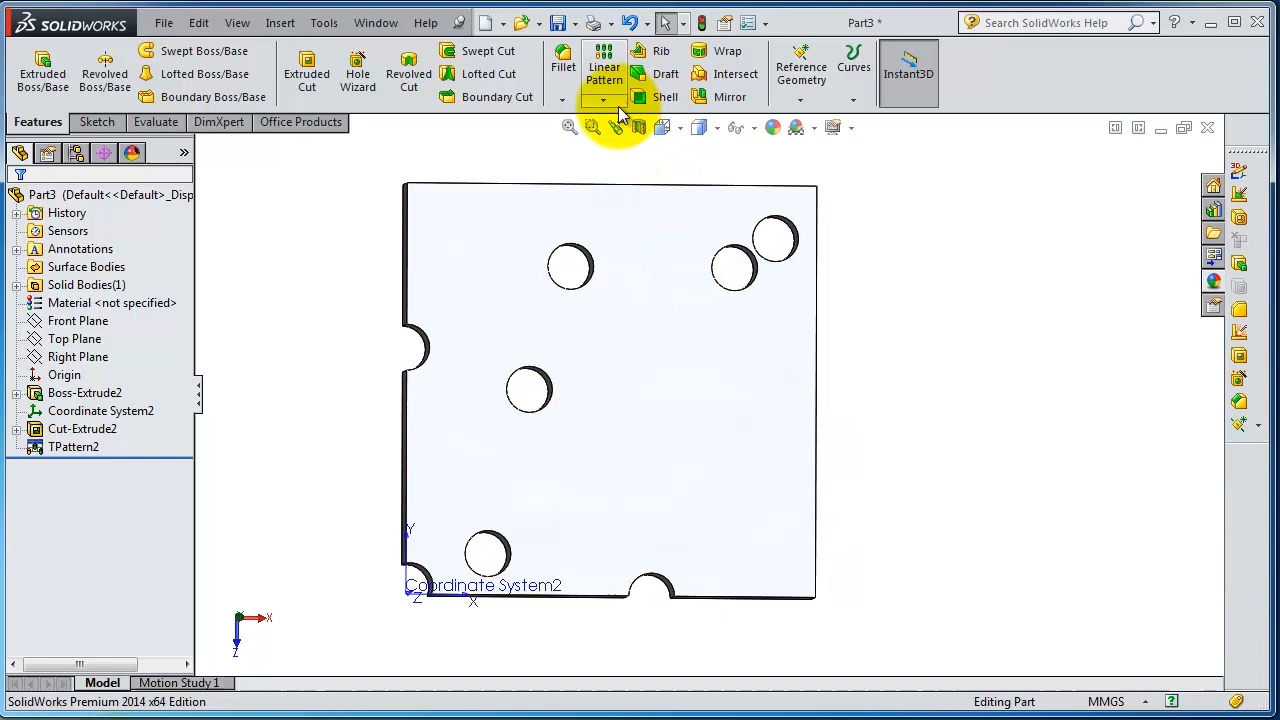 SOLIDWORKS
File Edit View Insert Tools Window Help
Part3 *
Search SolidWorks Help
Extruded Boss/Base
Revolved Boss/Base
Swept Boss/Base
Lofted Boss/Base
Boundary Boss/Base
Extruded Cut
Hole Wizard
Revolved Cut
Swept Cut
Lofted Cut
Boundary Cut
Fillet
Linear Pattern
Rib
Draft
Shell
Wrap
Intersect
Mirror
Reference Geometry
Curves
Instant3D
Features Sketch Evaluate DimXpert Office Products
Part3 (Default<<Default>_Disp
History
Sensors
Annotations
Surface Bodies
Solid Bodies(1)
Material <not specified>
Front Plane
Top Plane
Right Plane
Origin
Boss-Extrude2
Coordinate System2
Cut-Extrude2
TPattern2
Y
Coordinate System2
Z
X
X
Z
Model Motion Study 1
SolidWorks Premium 2014 x64 Edition
Editing Part
MMGS